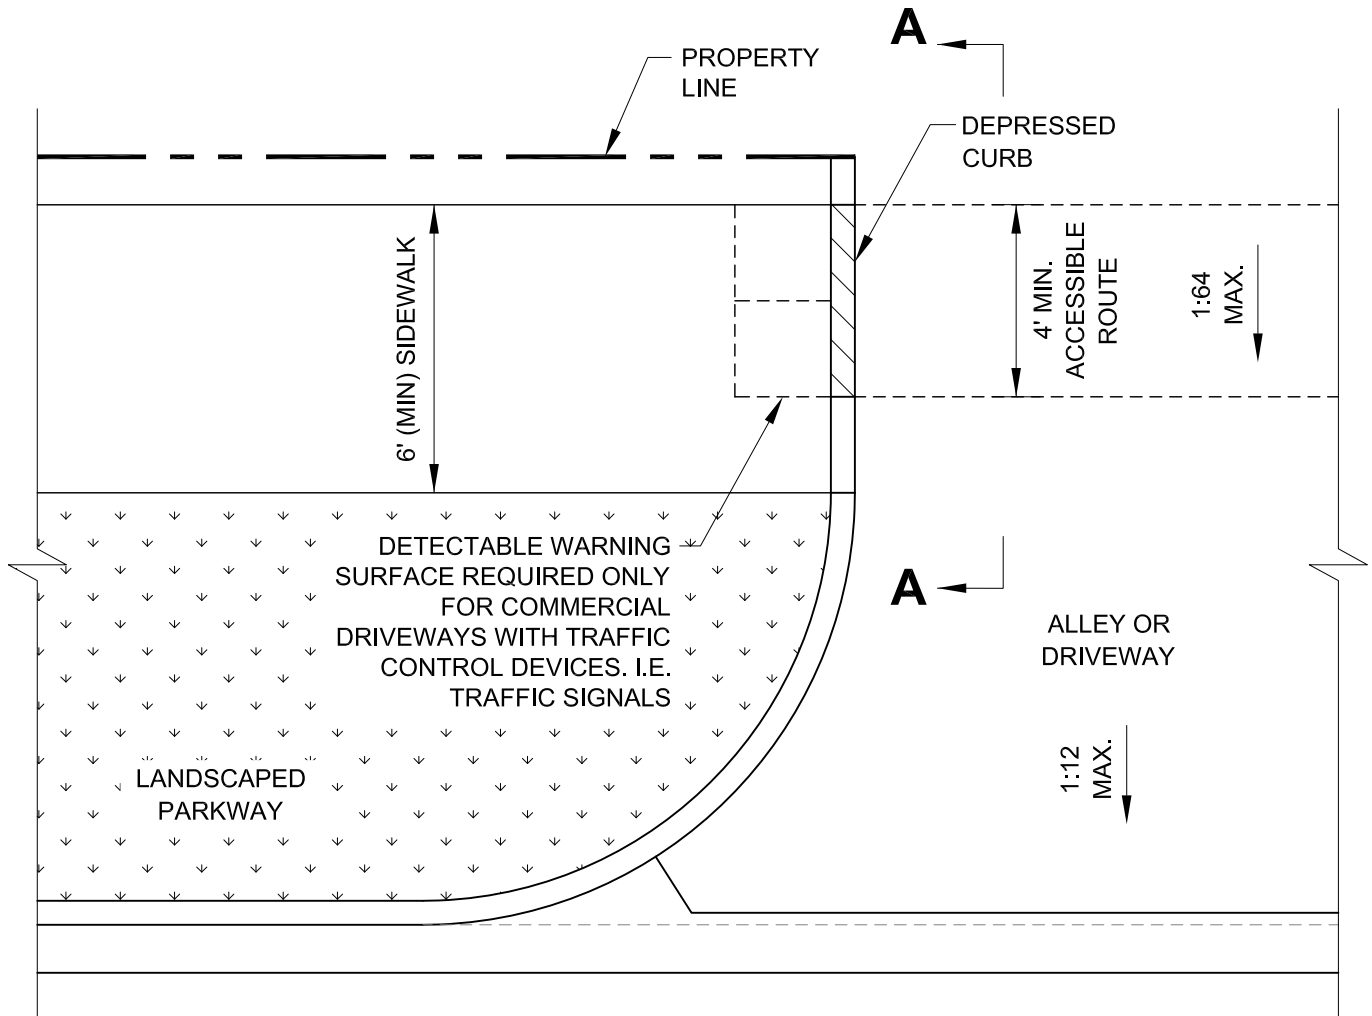 A
PROPERTY
LINE
DEPRESSED
CURB
6' (MIN) SIDEWALK
4' MIN.
ACCESSIBLE
ROUTE
1:64
MAX.
DETECTABLE WARNING
SURFACE REQUIRED ONLY
FOR COMMERCIAL
DRIVEWAYS WITH TRAFFIC
CONTROL DEVICES. I.E.
TRAFFIC SIGNALS
A
ALLEY OR
DRIVEWAY
1:12
MAX.
LANDSCAPED
PARKWAY